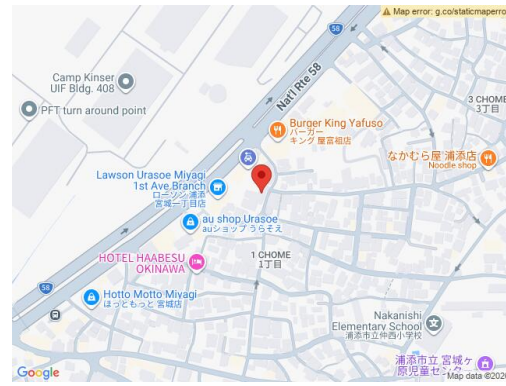 Map error: g.co/staticmaperro
Camp Kinser
UIF Bldg. 408
PFT turn around point
Nat'l Rte 58
58
3 CHOME
3丁目
Burger King Yafuso
バーガー
キング 屋富祖店
なかむら屋 浦添店
Noodle shop
Lawson Urasoe Miyagi
1st Ave Branch
ローソン 浦添
宮城一丁目店
au shop Urasoe
auショップ うらそえ
HOTEL HAABESU
OKINAWA
1 CHOME
1丁目
58
Hotto Motto Miyagi
ほっともっと 宮城店
Nakanishi
Elementary School
浦添市立仲西小学校
浦添市立 宮城ヶ
原児童センター
Google
Map data ©2020